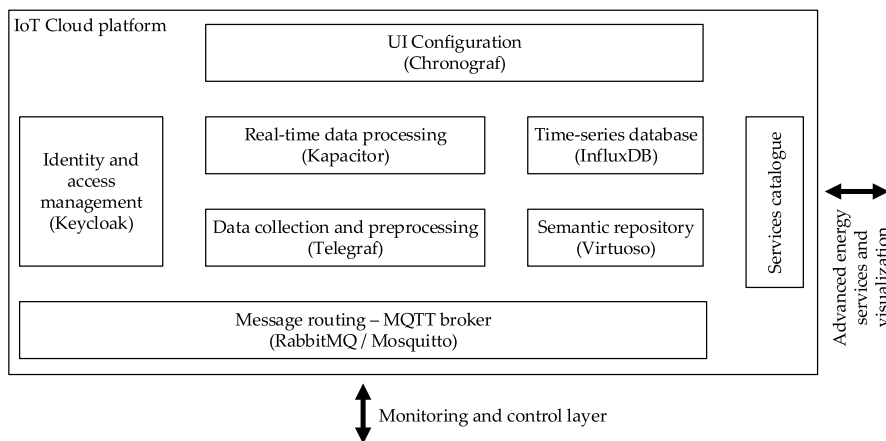 IoT Cloud platform
UI Configuration
(Chronograf)
Identity and
access
management
(Keycloak)
Real-time data processing
(Kapacitor)
Time-series database
(InfluxDB)
Data collection and preprocessing
(Telegraf)
Semantic repository
(Virtuoso)
Services catalogue
Advanced energy
services and
visualization
Message routing – MQTT broker
(RabbitMQ / Mosquitto)
Monitoring and control layer